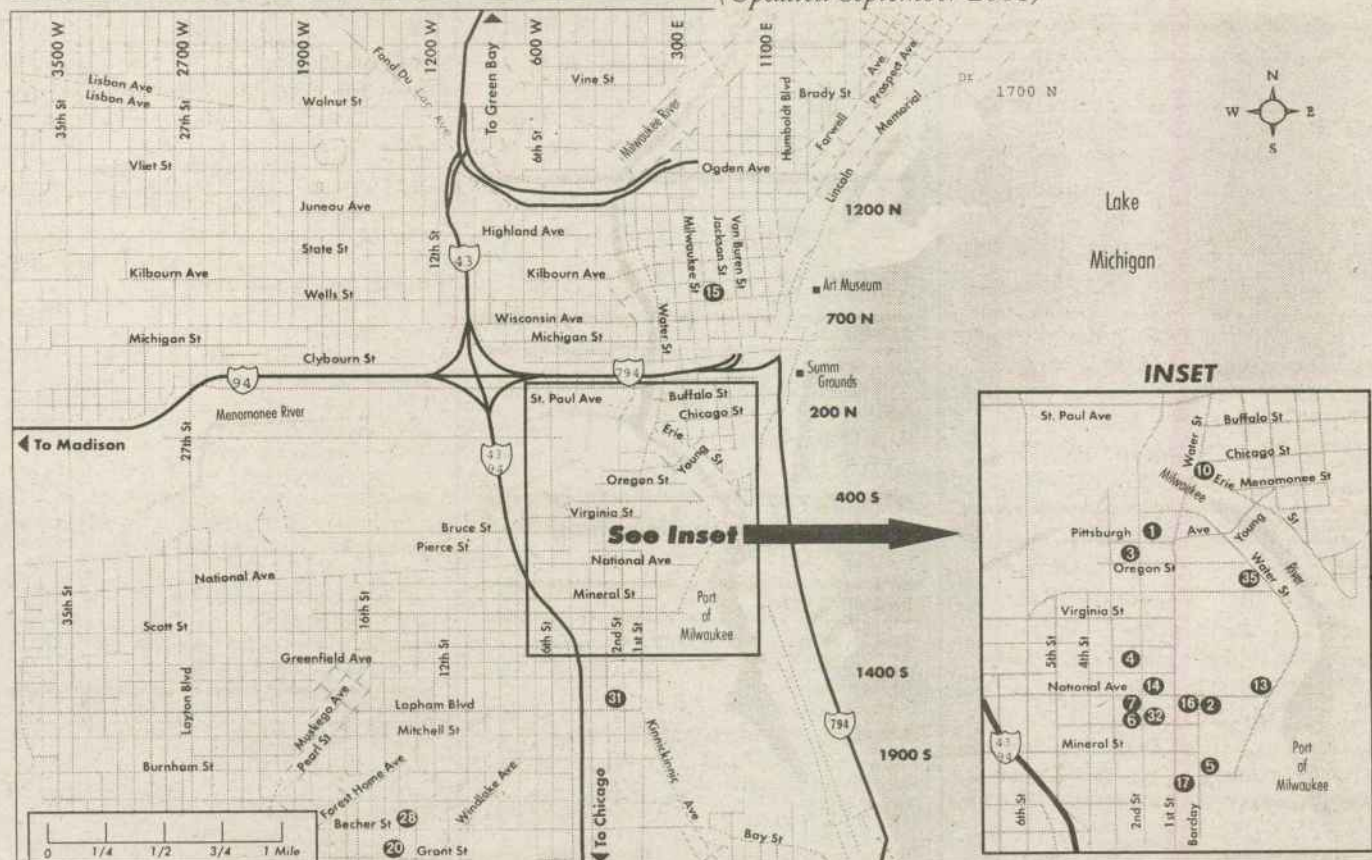 3500 W
2700 W
1900 W
1200 W
To Green Bay
600 W
300 E
1100 E
Lisbon Ave
Lisbon Ave
35th St
27th St
Walnut St
Fond Du Lac Ave
Vine St
6th St
Milwaukee River
Humboldt Blvd
Brady St
Farwell Ave
Prospect Ave
Lincoln Memorial DR
1700 N
N
W E
S
Vliet St
Ogden Ave
Juneau Ave
1200 N
Lake
Michigan
Highland Ave
State St
12th St
43
Milwaukee St
Jackson St
Van Buren St
Kilbourn Ave
Kilbourn Ave
15
Art Museum
Wells St
Wisconsin Ave
Water St
700 N
Michigan St
Michigan St
Clybourn St
94
794
Summ
Grounds
St. Paul Ave
Buffalo St
Chicago St
200 N
Menomonee River
To Madison
27th St
43
94
Erie
Young St
Oregon St
400 S
Virginia St
Bruce St
See Inset
Pierce St
National Ave
National Ave
Mineral St
Port
of
Milwaukee
35th St
16th St
Scott St
6th St
2nd St
1st St
12th St
Greenfield Ave
1400 S
31
Layton Blvd
Muskego Ave
Pearl St
Lapham Blvd
Mitchell St
Kinnickinnic Ave
794
1900 S
Burnham St
Forest Home Ave
Windlake Ave
To Chicago
Becher St 28
20 Grant St
Bay St
0 1/4 1/2 3/4 1 Mile
INSET
St. Paul Ave
Water St
Buffalo St
Chicago St
10
Erie
Menomonee St
Milwaukee
River
Young St
Pittsburgh 1 Ave
3
Oregon St
35
Water St
Virginia St
5th St
4th St
4
National Ave 14 13
7 16 2
6 32
Mineral St
43
94
5
17
Port
of
Milwaukee
6th St
2nd St
1st St
Barclay